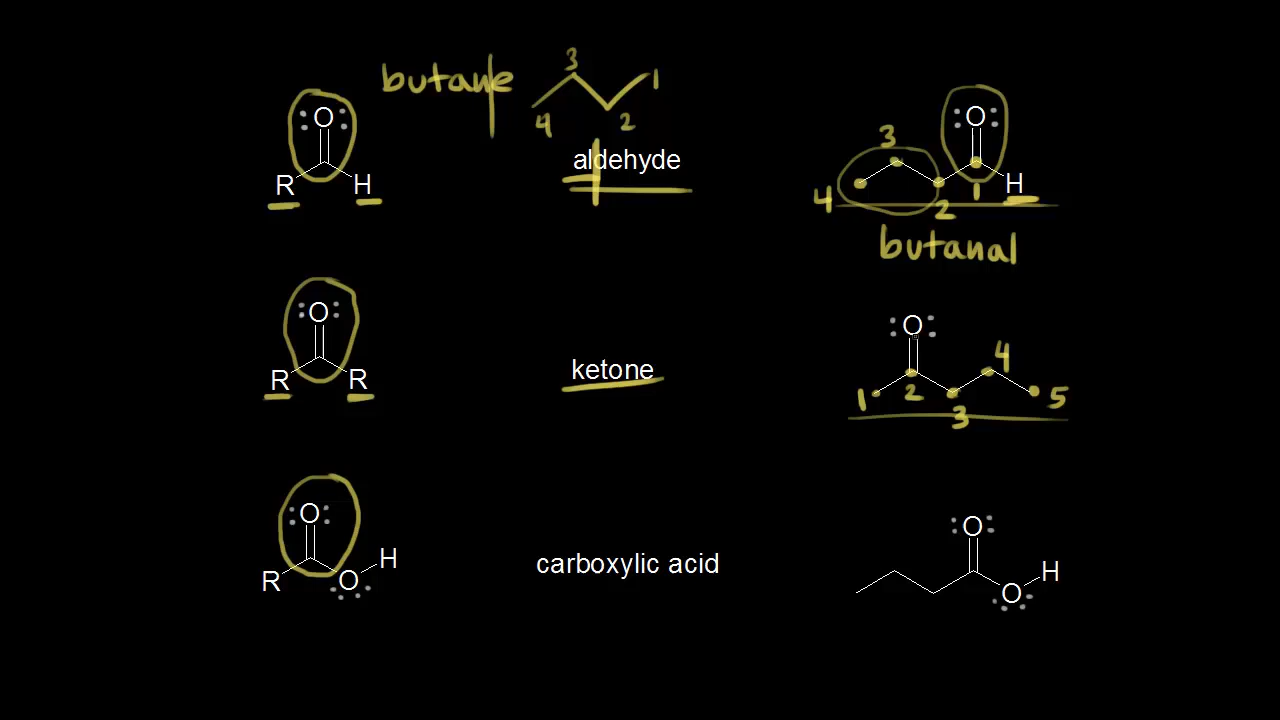 butane
3
1
4
2
:O:
R
H
aldehyde
:O:
3
H
4
2
1
butanal
:O:
R
R
ketone
:O:
4
1
2
3
5
:O:
R
O
H
carboxylic acid
:O:
O
H